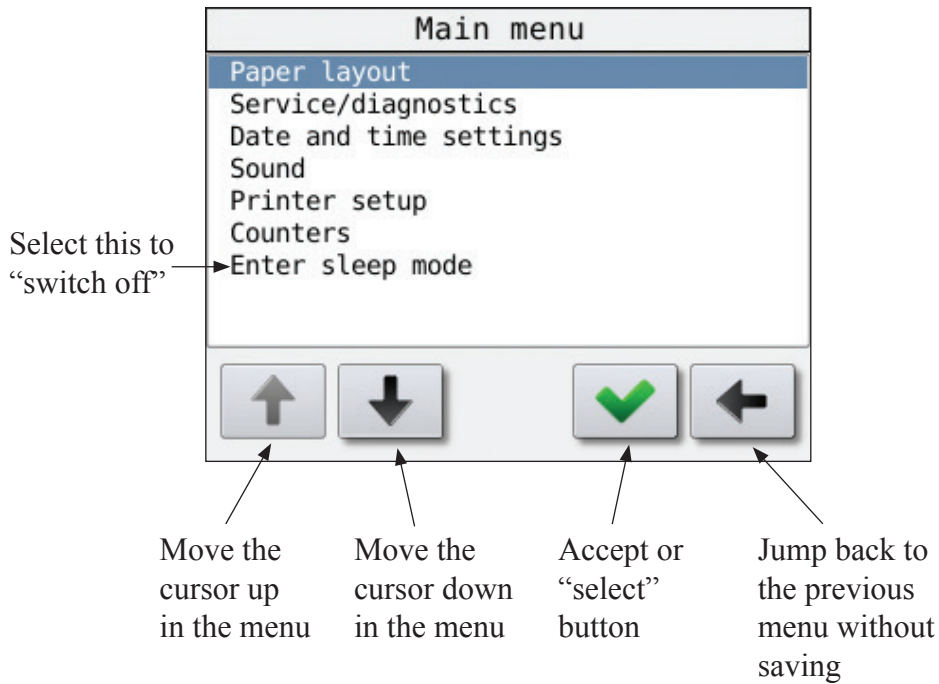 Main menu
Paper layout
Service/diagnostics
Date and time settings
Sound
Printer setup
Counters
Enter sleep mode
Select this to
“switch off”
Move the
cursor up
in the menu
Move the
cursor down
in the menu
Accept or
“select”
button
Jump back to
the previous
menu without
saving